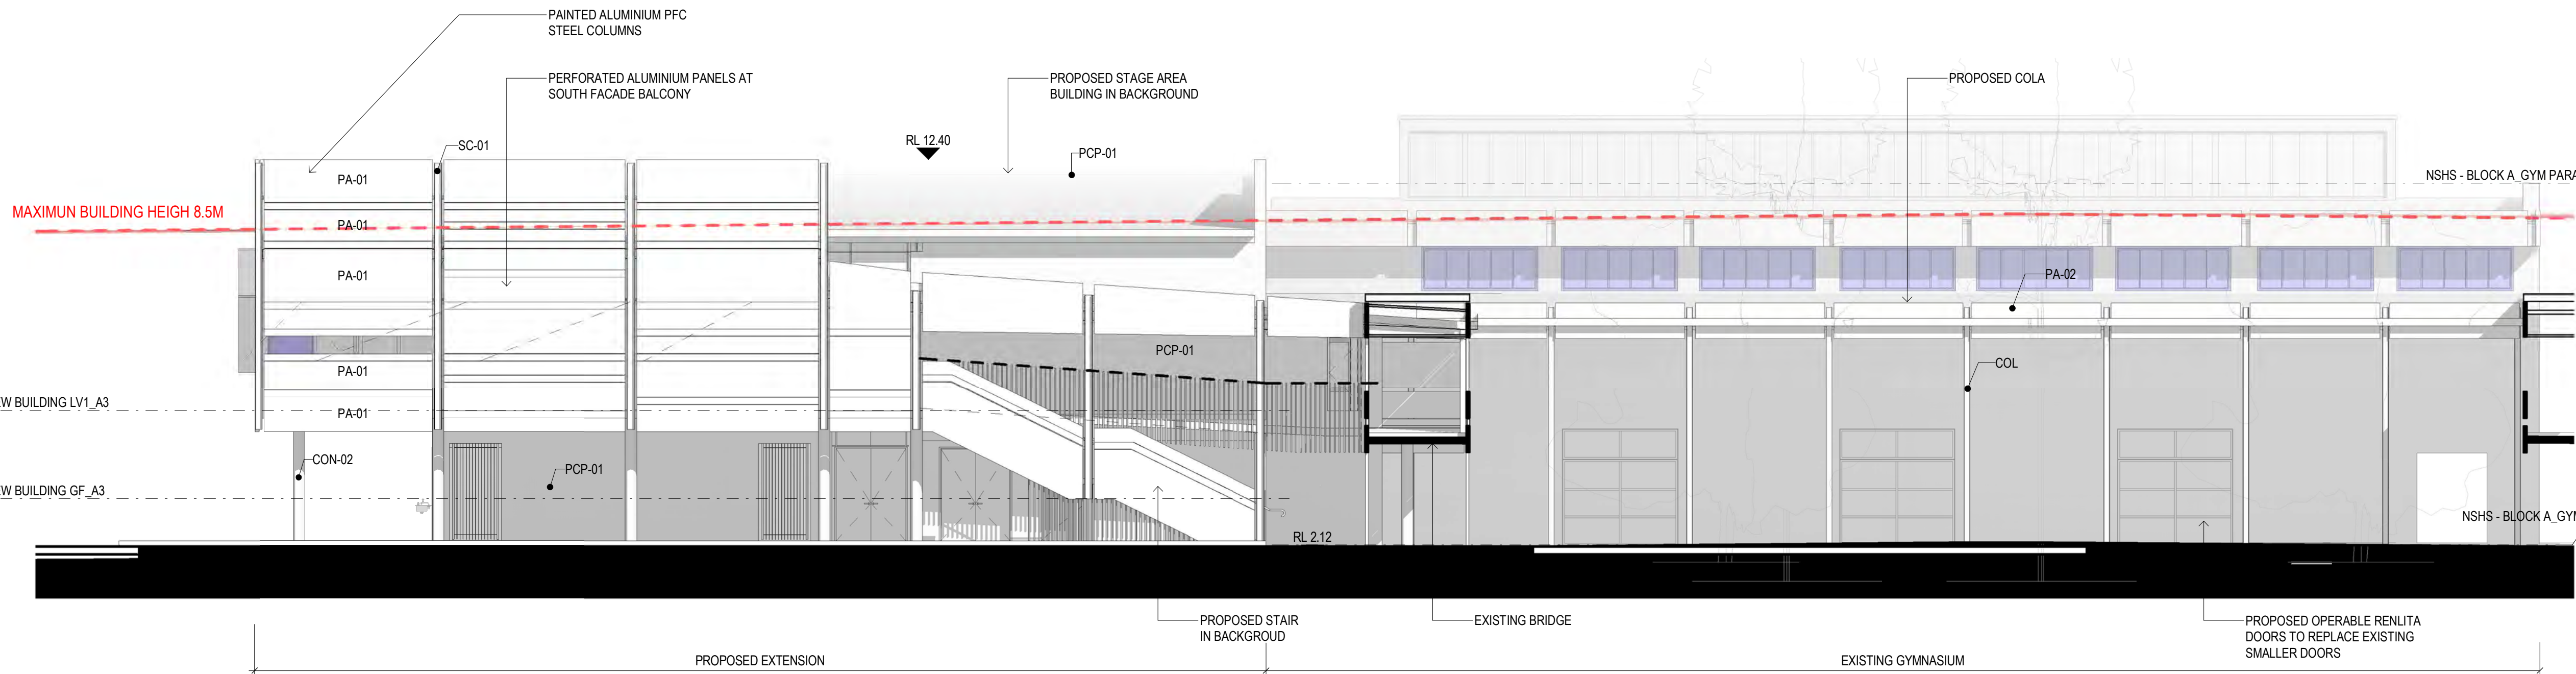 PAINTED ALUMINIUM PFC
STEEL COLUMNS
PERFORATED ALUMINIUM PANELS AT
SOUTH FACADE BALCONY
PROPOSED STAGE AREA
BUILDING IN BACKGROUND
PROPOSED COLA
RL 12.40
SC-01
PCP-01
PA-01
NSHS - BLOCK A_GYM PARA
MAXIMUN BUILDING HEIGH 8.5M
PA-01
PA-01
PA-02
PCP-01
COL
PA-01
EW BUILDING LV1_A3
PA-01
CON-02
PCP-01
EW BUILDING GF_A3
NSHS - BLOCK A_GYM
RL 2.12
PROPOSED STAIR
IN BACKGROUD
EXISTING BRIDGE
PROPOSED OPERABLE RENLITA
DOORS TO REPLACE EXISTING
SMALLER DOORS
PROPOSED EXTENSION
EXISTING GYMNASIUM